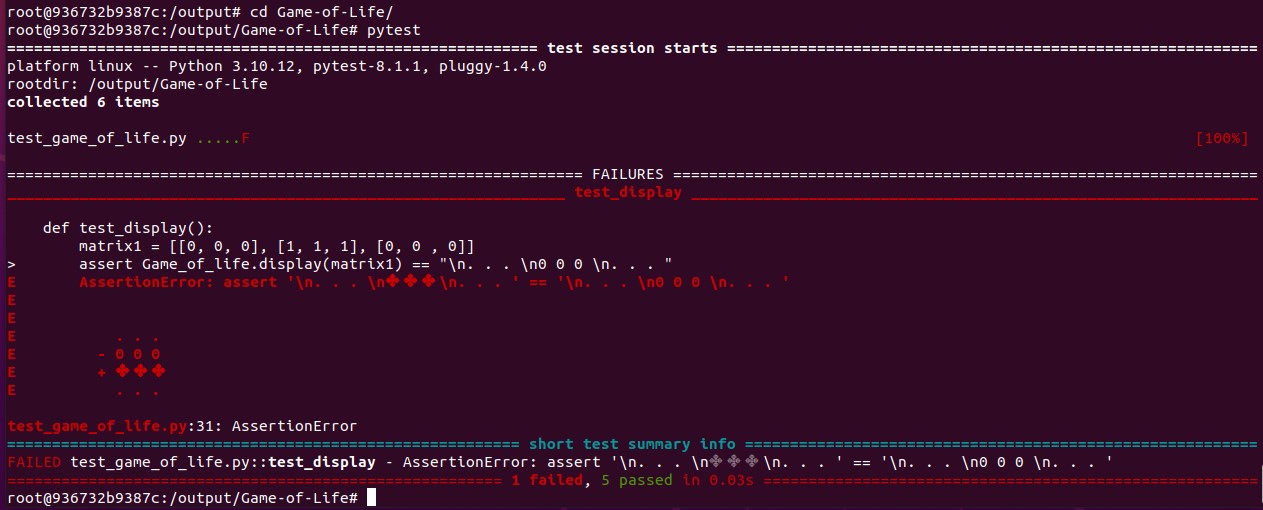 root@936732b9387c:/output# cd Game-of-Life/
root@936732b9387c:/output/Game-of-Life# pytest
=========================================================== test session starts ===========================================================
platform linux -- Python 3.10.12, pytest-8.1.1, pluggy-1.4.0
rootdir: /output/Game-of-Life
collected 6 items

test_game_of_life.py .....F                                                                                                         [100%]

================================================================ FAILURES =================================================================
______________________________________________________________ test_display _______________________________________________________________

    def test_display():
        matrix1 = [[0, 0, 0], [1, 1, 1], [0, 0 , 0]]
>       assert Game_of_life.display(matrix1) == "\n. . . \n0 0 0 \n. . . "
E       AssertionError: assert '\n. . . \n✤ ✤ ✤ \n. . . ' == '\n. . . \n0 0 0 \n. . . '
E
E
E           . . .
E         - 0 0 0
E         + ✤ ✤ ✤
E           . . .

test_game_of_life.py:31: AssertionError
========================================================= short test summary info =========================================================
FAILED test_game_of_life.py::test_display - AssertionError: assert '\n. . . \n✤ ✤ ✤ \n. . . ' == '\n. . . \n0 0 0 \n. . . '
======================================================= 1 failed, 5 passed in 0.03s =======================================================
root@936732b9387c:/output/Game-of-Life#